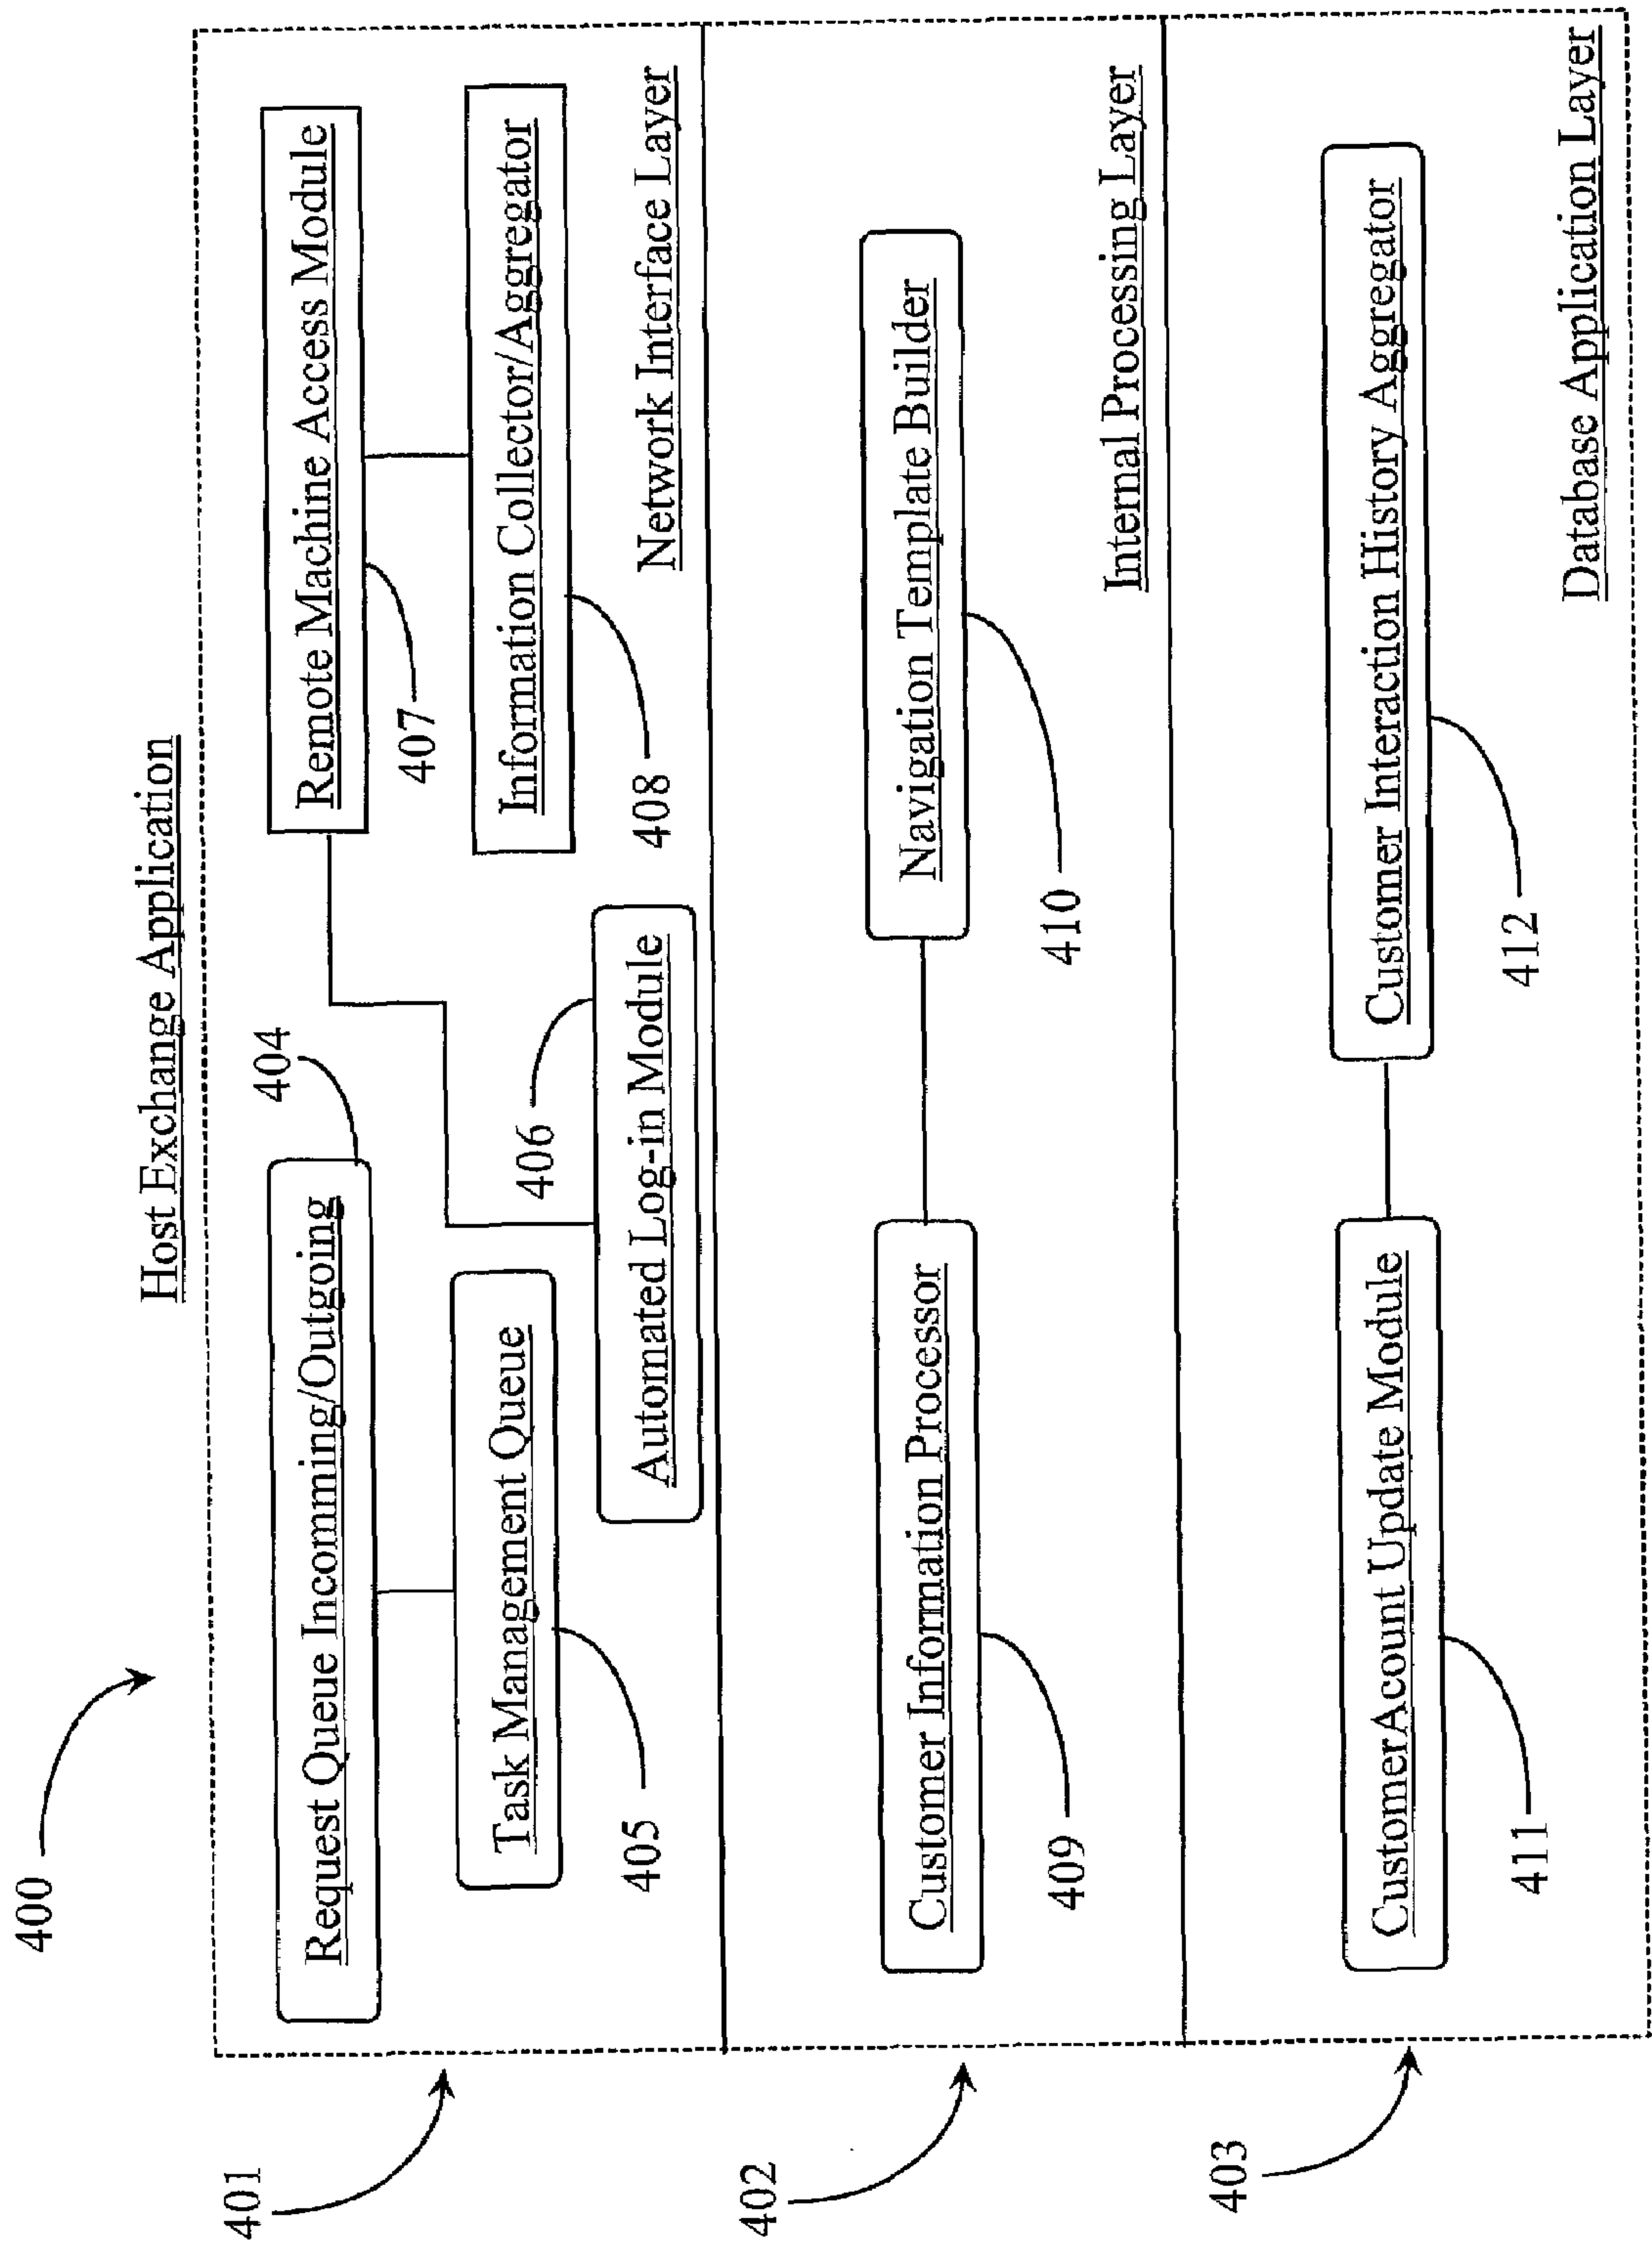 400
Host Exchange Application
401
Request Queue Incomming/Outgoing
404
Remote Machine Access Module
407
Task Management Queue
405
406
Automated Log-in Module
Information Collector/Aggregator
408
Network Interface Layer
402
Customer Information Processor
409
Navigation Template Builder
410
Internal Processing Layer
403
CustomerAcount Update Module
411
Customer Interaction History Aggregator
412
Database Application Layer